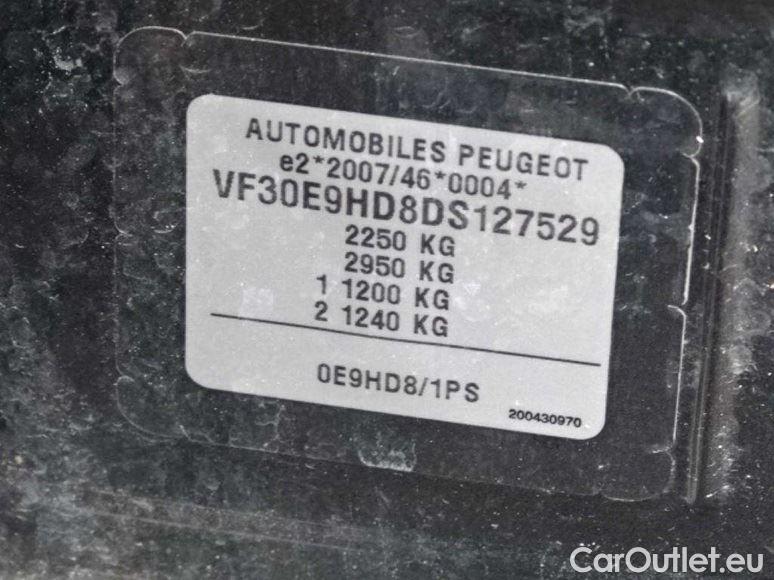 AUTOMOBILES PEUGEOT
e2*2007/46*0004*
VF30E9HD8DS127529
2250 KG
2950 KG
1 1200 KG
2 1240 KG
0E9HD8/1PS
200430970
CarOutlet.eu